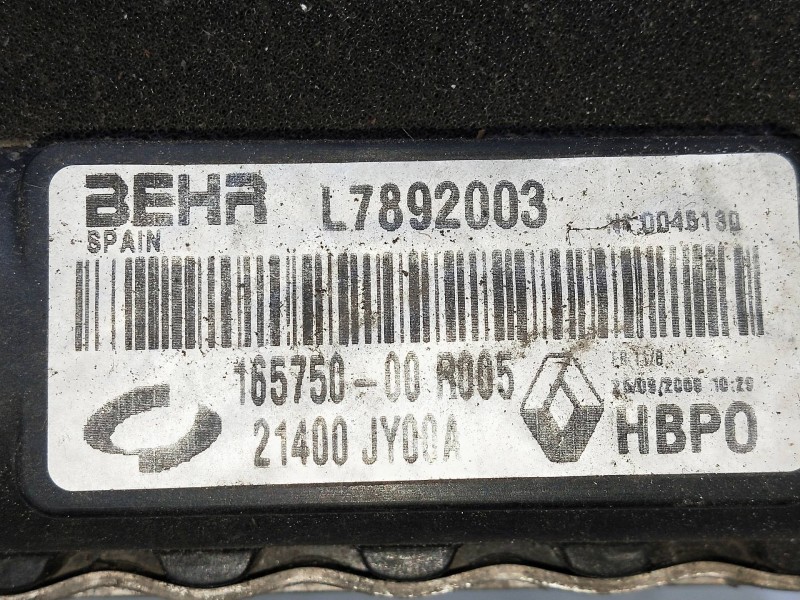 BEHR L7892003
SPAIN
165750-00 R005
21400 JY00A
HBPO